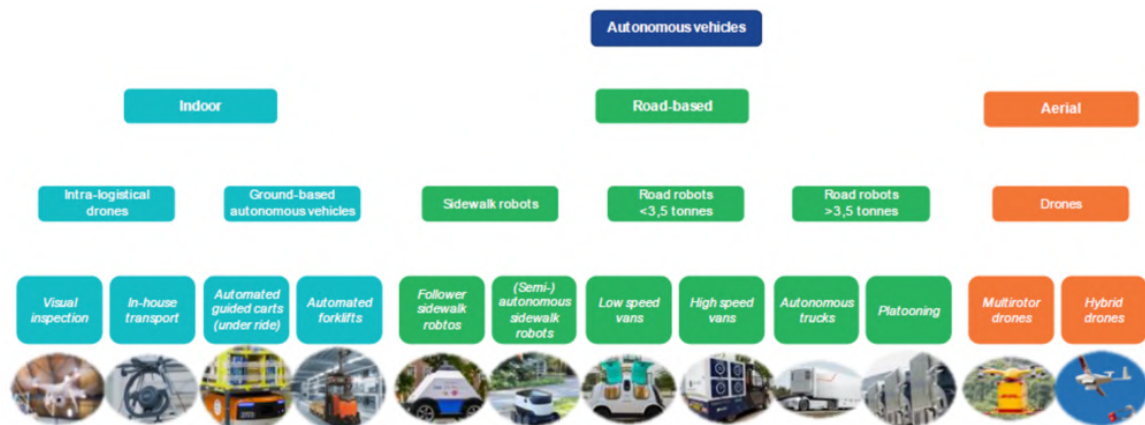 Autonomous vehicles
Indoor
Road-based
Aerial
Intra-logistical
drones
Ground-based
autonomous vehicles
Sidewalk robots
Road robots
<3,5 tonnes
Road robots
>3,5 tonnes
Drones
Visual
inspection
In-house
transport
Automated
guided carts
(under ride)
Automated
forklifts
Follower
sidewalk
robtos
(Semi-)
autonomous
sidewalk
robots
Low speed
vans
High speed
vans
Autonomous
trucks
Platooning
Multirotor
drones
Hybrid
drones